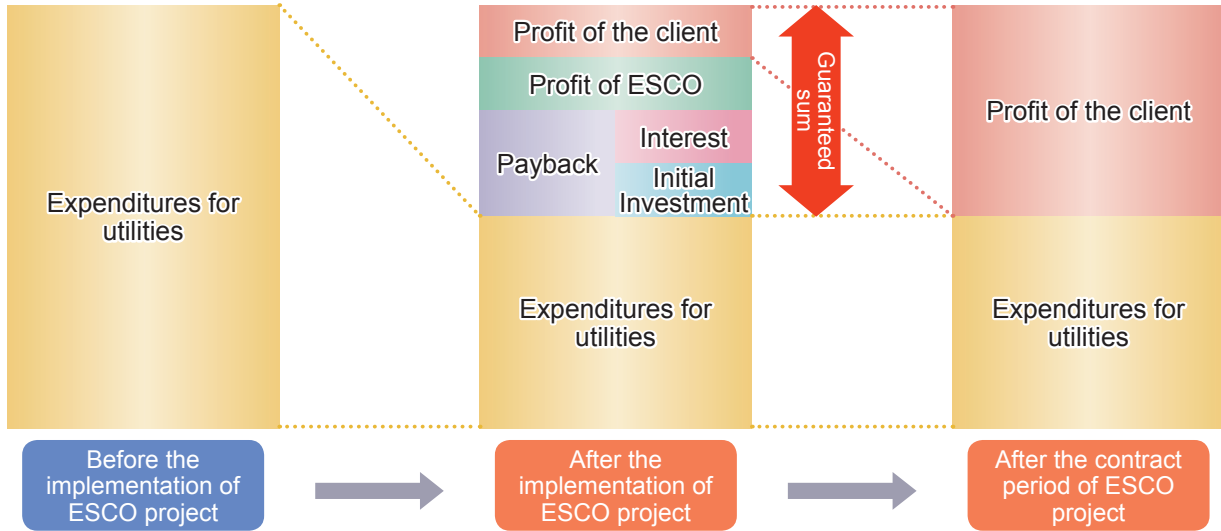 Expenditures for
utilities
Profit of the client
Profit of ESCO
Payback
Interest
Initial
Investment
Expenditures for
utilities
Guaranteed
sum
Profit of the client
Expenditures for
utilities
Before the
implementation of
ESCO project
After the
implementation of
ESCO project
After the contract
period of ESCO
project